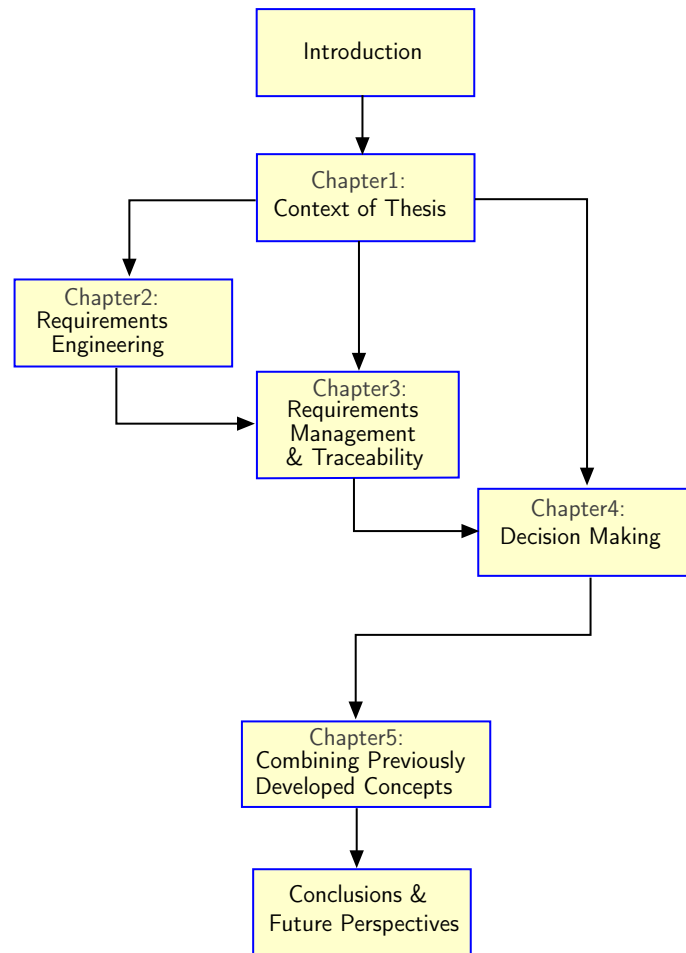 Introduction
Chapter1:
Context of Thesis
Chapter2:
Requirements
Engineering
Chapter3:
Requirements
Management
& Traceability
Chapter4:
Decision Making
Chapter5:
Combining Previously
Developed Concepts
Conclusions &
Future Perspectives